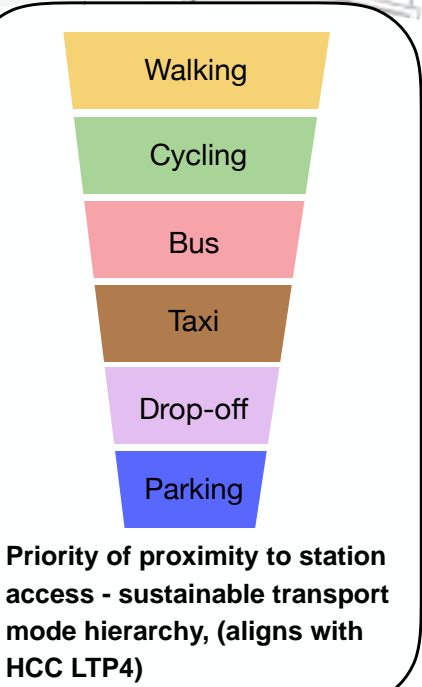 Walking
Cycling
Bus
Taxi
Drop-off
Parking
Priority of proximity to station
access - sustainable transport
mode hierarchy, (aligns with
HCC LTP4)